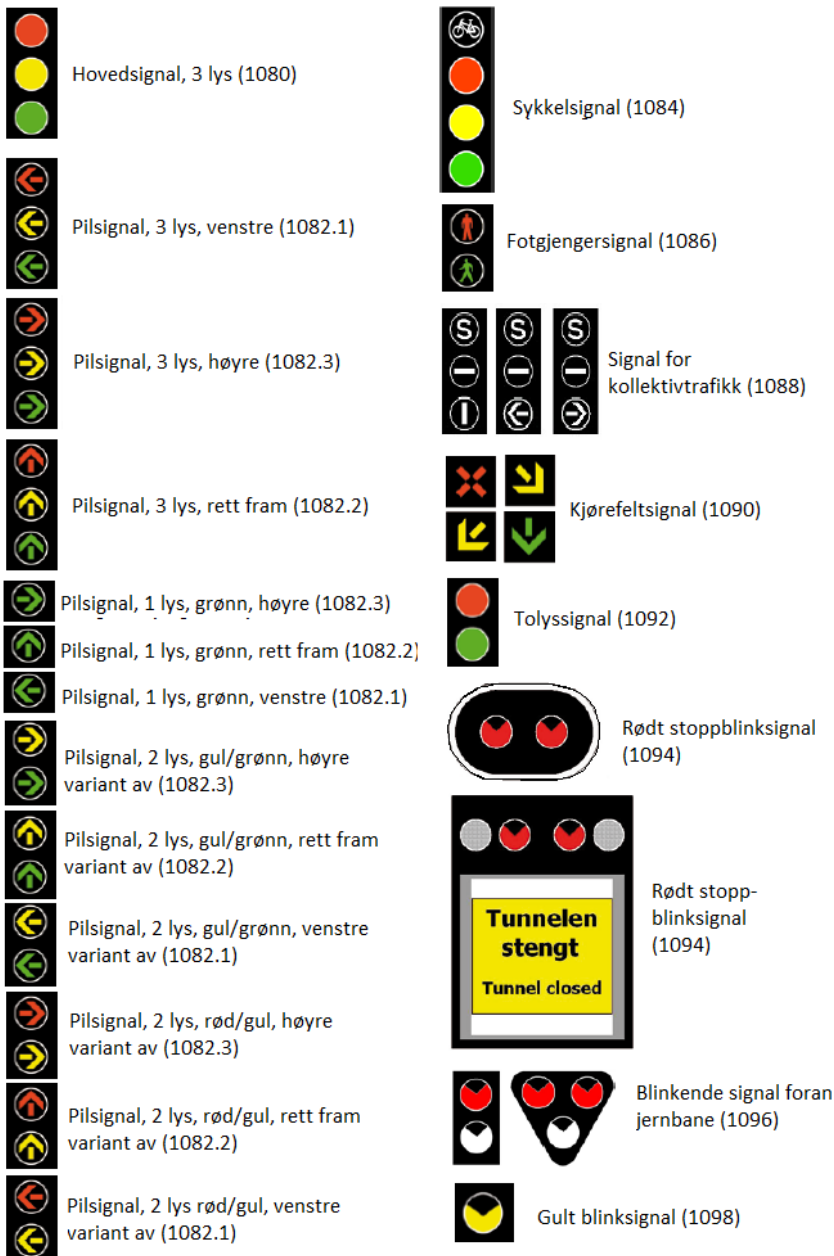 Hovedsignal, 3 lys (1080)
Pilsignal, 3 lys, venstre (1082.1)
Pilsignal, 3 lys, høyre (1082.3)
Pilsignal, 3 lys, rett fram (1082.2)
Pilsignal, 1 lys, grønn, høyre (1082.3)
Pilsignal, 1 lys, grønn, rett fram (1082.2)
Pilsignal, 1 lys, grønn, venstre (1082.1)
Pilsignal, 2 lys, gul/grønn, høyre
variant av (1082.3)
Pilsignal, 2 lys, gul/grønn, rett fram
variant av (1082.2)
Pilsignal, 2 lys, gul/grønn, venstre
variant av (1082.1)
Pilsignal, 2 lys, rød/gul, høyre
variant av (1082.3)
Pilsignal, 2 lys, rød/gul, rett fram
variant av (1082.2)
Pilsignal, 2 lys rød/gul, venstre
variant av (1082.1)
Sykkelsignal (1084)
Fotgjengersignal (1086)
S S S
Signal for
kollektivtrafikk (1088)
Kjørefeltsignal (1090)
Tolyssignal (1092)
Rødt stoppblinksignal
(1094)
Tunnelen
stengt
Tunnel closed
Rødt stopp-
blinksignal
(1094)
Blinkende signal foran
jernbane (1096)
Gult blinksignal (1098)